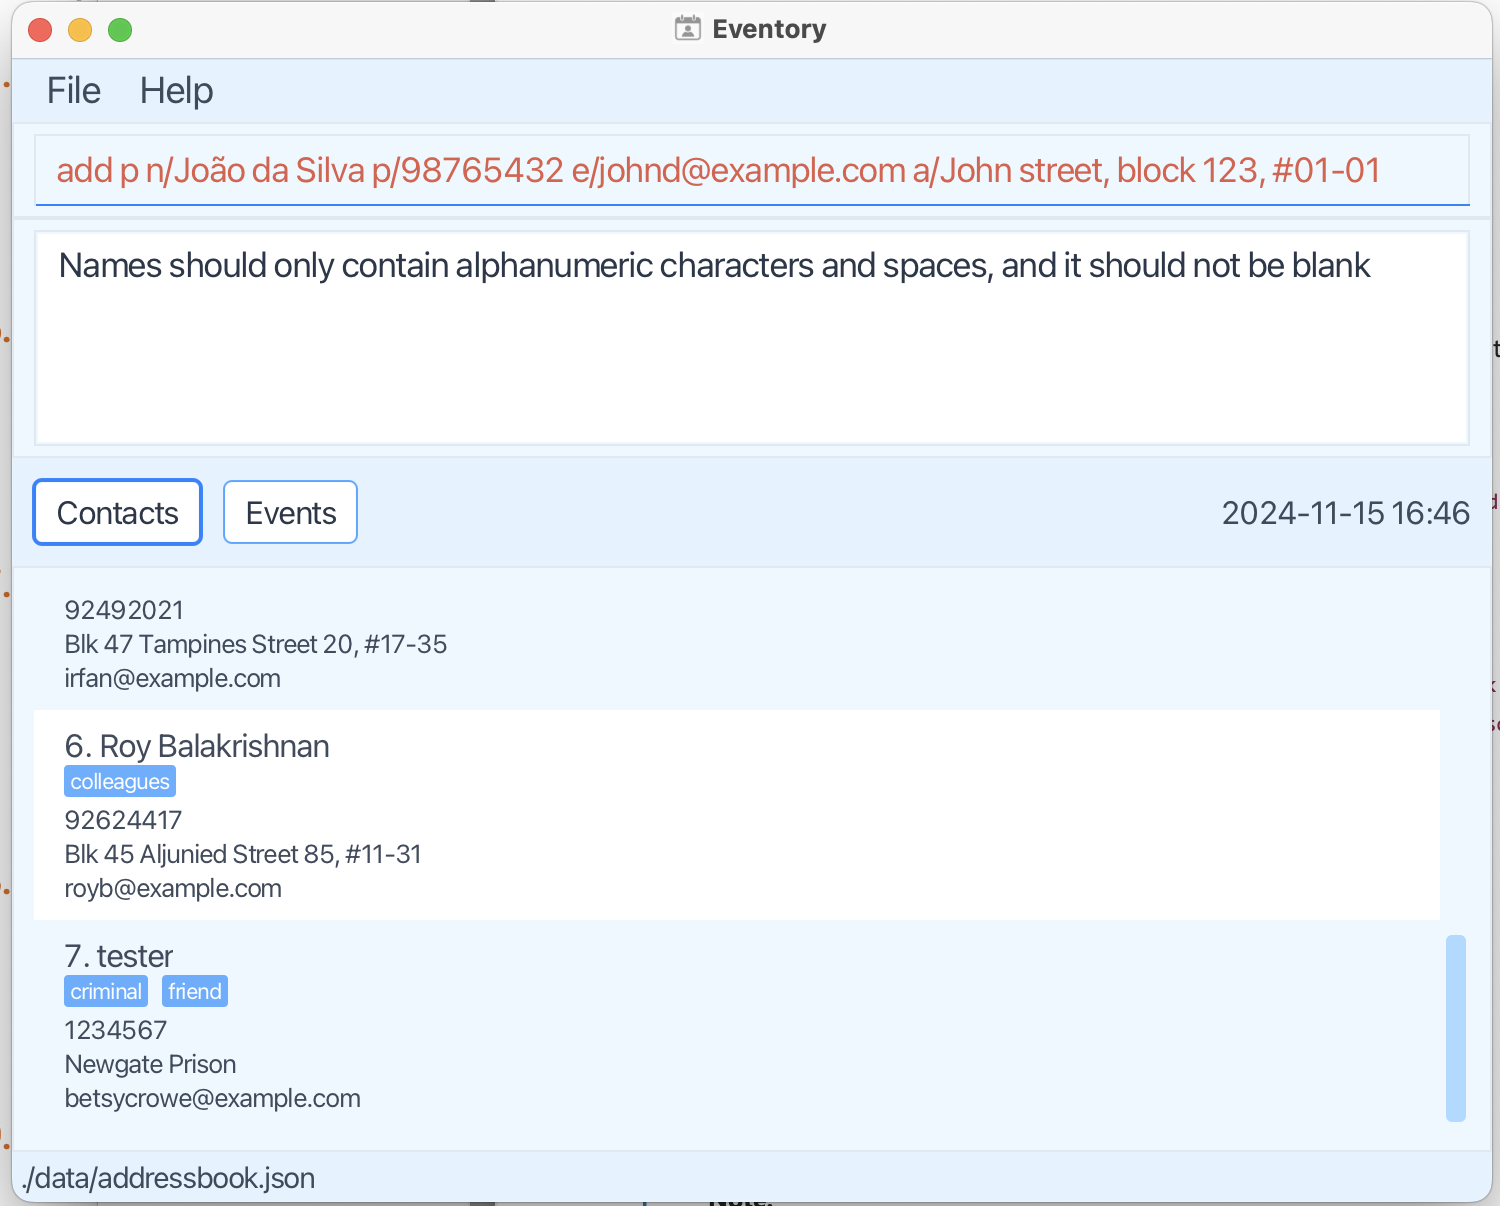 Eventory
File Help
add p n/João da Silva p/98765432 e/johnd@example.com a/John street, block 123, #01-01
Names should only contain alphanumeric characters and spaces, and it should not be blank
Contacts Events 2024-11-15 16:46
92492021
Blk 47 Tampines Street 20, #17-35
irfan@example.com
6. Roy Balakrishnan
colleagues
92624417
Blk 45 Aljunied Street 85, #11-31
royb@example.com
7. tester
criminal friend
1234567
Newgate Prison
betsycrowe@example.com
./data/addressbook.json